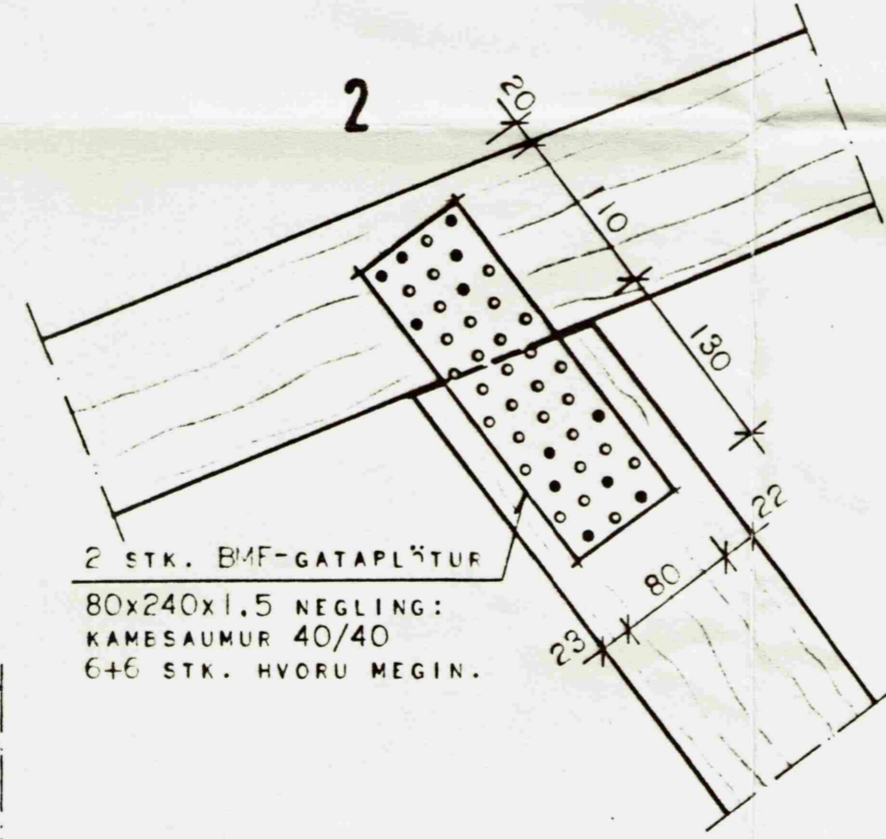 2
20
110
130
22
80
23
2 STK. BMF-GATAPLÖTUR
80x240x1.5 NEGLING:
KAMBSAUMUR 40/40
6+6 STK. HVORU MEGIN.